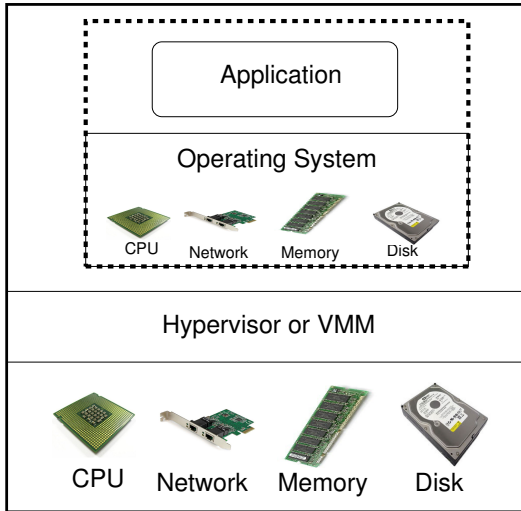 Application
Operating System
CPU Network Memory Disk
Hypervisor or VMM
CPU Network Memory Disk